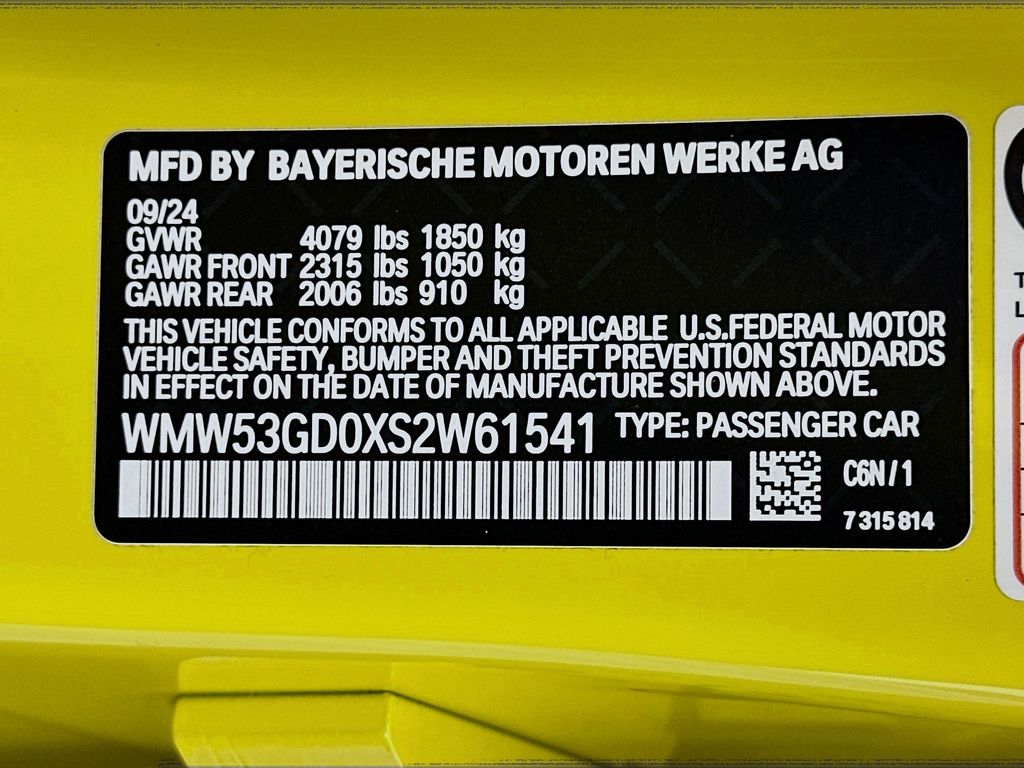 MFD BY BAYERISCHE MOTOREN WERKE AG
09/24
GVWR 4079 lbs 1850 kg
GAWR FRONT 2315 lbs 1050 kg
GAWR REAR 2006 lbs 910 kg
THIS VEHICLE CONFORMS TO ALL APPLICABLE U.S.FEDERAL MOTOR
VEHICLE SAFETY, BUMPER AND THEFT PREVENTION STANDARDS
IN EFFECT ON THE DATE OF MANUFACTURE SHOWN ABOVE.
WMW53GD0XS2W61541 TYPE: PASSENGER CAR
C6N / 1
7 315 814